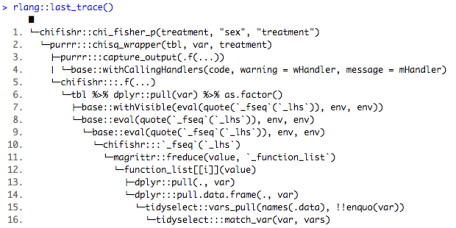 > rlang::last_trace()
█
1. └─chifishr::chi_fisher_p(treatment, "sex", "treatment")
2. └─purrr:::chisq_wrapper(tbl, var, treatment)
3. ├─purrr:::capture_output(.f(...))
4. │ └─base::withCallingHandlers(code, warning = wHandler, message = mHandler)
5. └─chifishr:::.f(...)
6. └─tbl %>% dplyr::pull(var) %>% as.factor()
7. ├─base::withVisible(eval(quote(`_fseq`(`_lhs`)), env, env))
8. └─base::eval(quote(`_fseq`(`_lhs`)), env, env)
9. └─base::eval(quote(`_fseq`(`_lhs`)), env, env)
10. └─chifishr:::`_fseq`(`_lhs`)
11. └─magrittr::freduce(value, `_function_list`)
12. └─function_list[[i]](value)
13. ├─dplyr::pull(., var)
14. └─dplyr:::pull.data.frame(., var)
15. └─tidyselect::vars_pull(names(.data), !!enquo(var))
16. └─tidyselect:::match_var(var, vars)